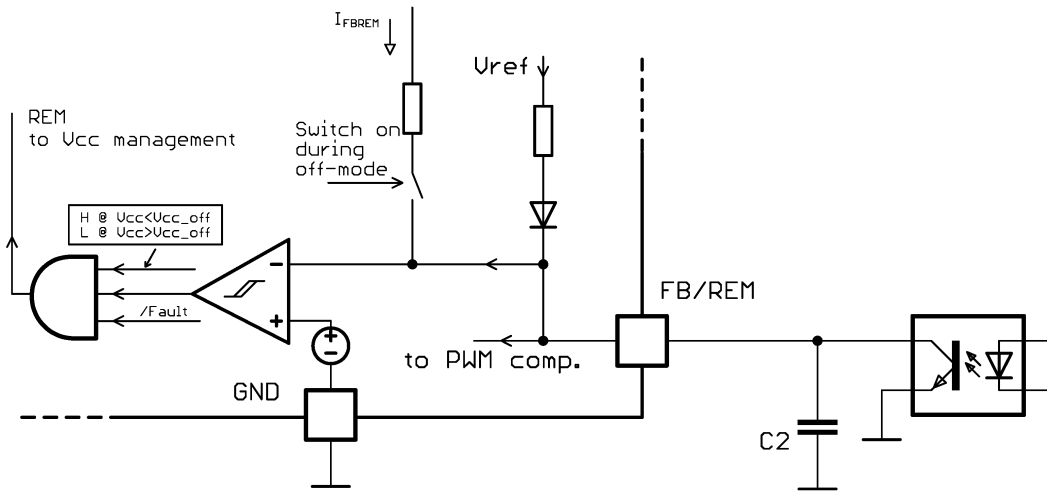 I_FBREM
Vref
REM
to Vcc management
Switch on
during
off-mode
H @ Vcc<Vcc_off
L @ Vcc>Vcc_off
/Fault
FB/REM
to PWM comp.
GND
C2